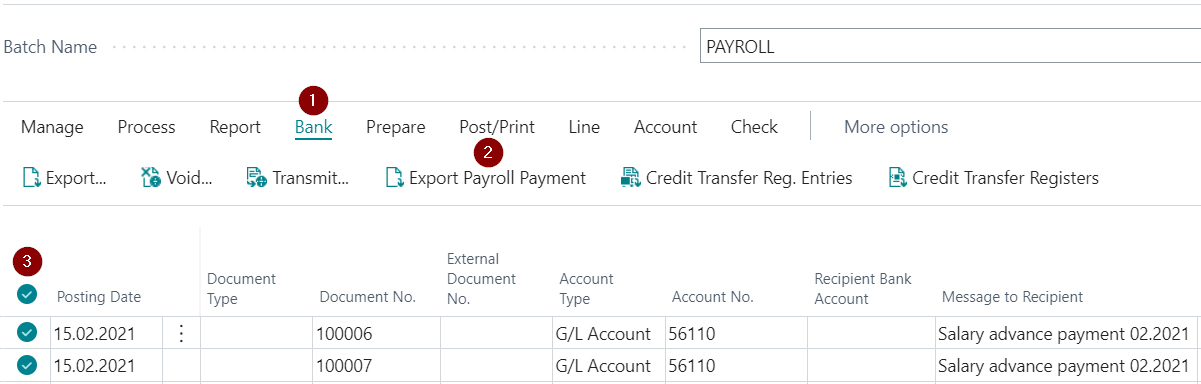 Batch Name PAYROLL
1
Manage Process Report Bank Prepare Post/Print Line Account Check More options
2
Export... Void... Transmit... Export Payroll Payment Credit Transfer Reg. Entries Credit Transfer Registers
3
Posting Date Document Type Document No. External Document No. Account Type Account No. Recipient Bank Account Message to Recipient
15.02.2021 100006 G/L Account 56110 Salary advance payment 02.2021
15.02.2021 100007 G/L Account 56110 Salary advance payment 02.2021